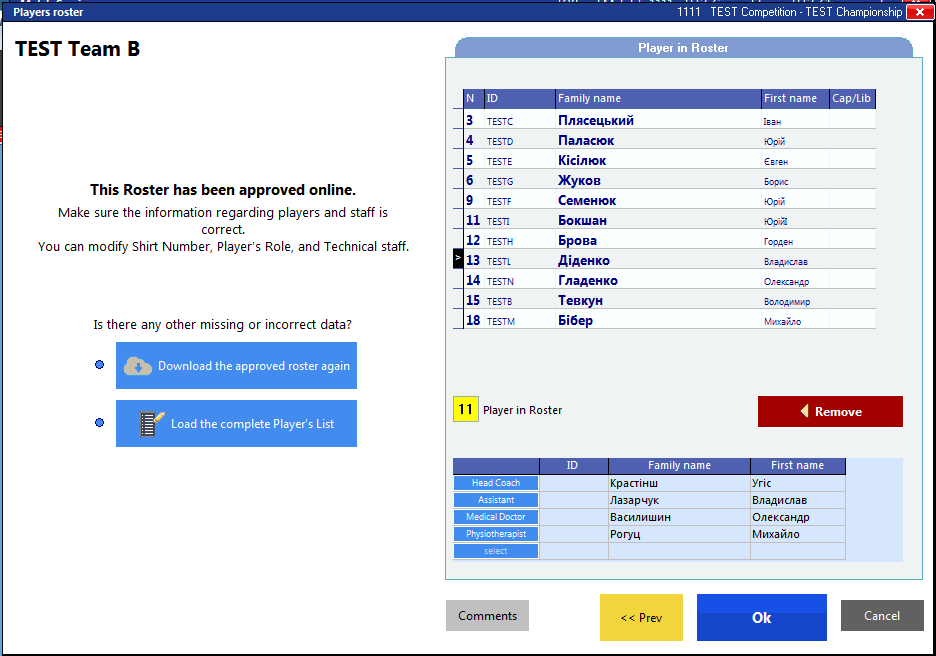 Players roster
1111 TEST Competition - TEST Championship
TEST Team B
This Roster has been approved online.
Make sure the information regarding players and staff is
correct.
You can modify Shirt Number, Player's Role, and Technical staff.
Is there any other missing or incorrect data?
Download the approved roster again
Load the complete Player's List
Player in Roster
N ID Family name First name Cap/Lib
3 TESTC Плясецький Іван
4 TESTD Паласюк Юрій
5 TESTE Кісілюк Євген
6 TESTG Жуков Борис
9 TESTF Семенюк Юрій
11 TESTI Бокшан ЮрійІ
12 TESTH Брова Горден
> 13 TESTL Діденко Владислав
14 TESTN Гладенко Олександр
15 TESTB Тевкун Володимир
18 TESTM Бібер Михайло
11 Player in Roster
Remove
ID Family name First name
Head Coach Крастінш Угіс
Assistant Лазарчук Владислав
Medical Doctor Василишин Олександр
Physiotherapist Рогуц Михайло
select
Comments
<< Prev
Ok
Cancel